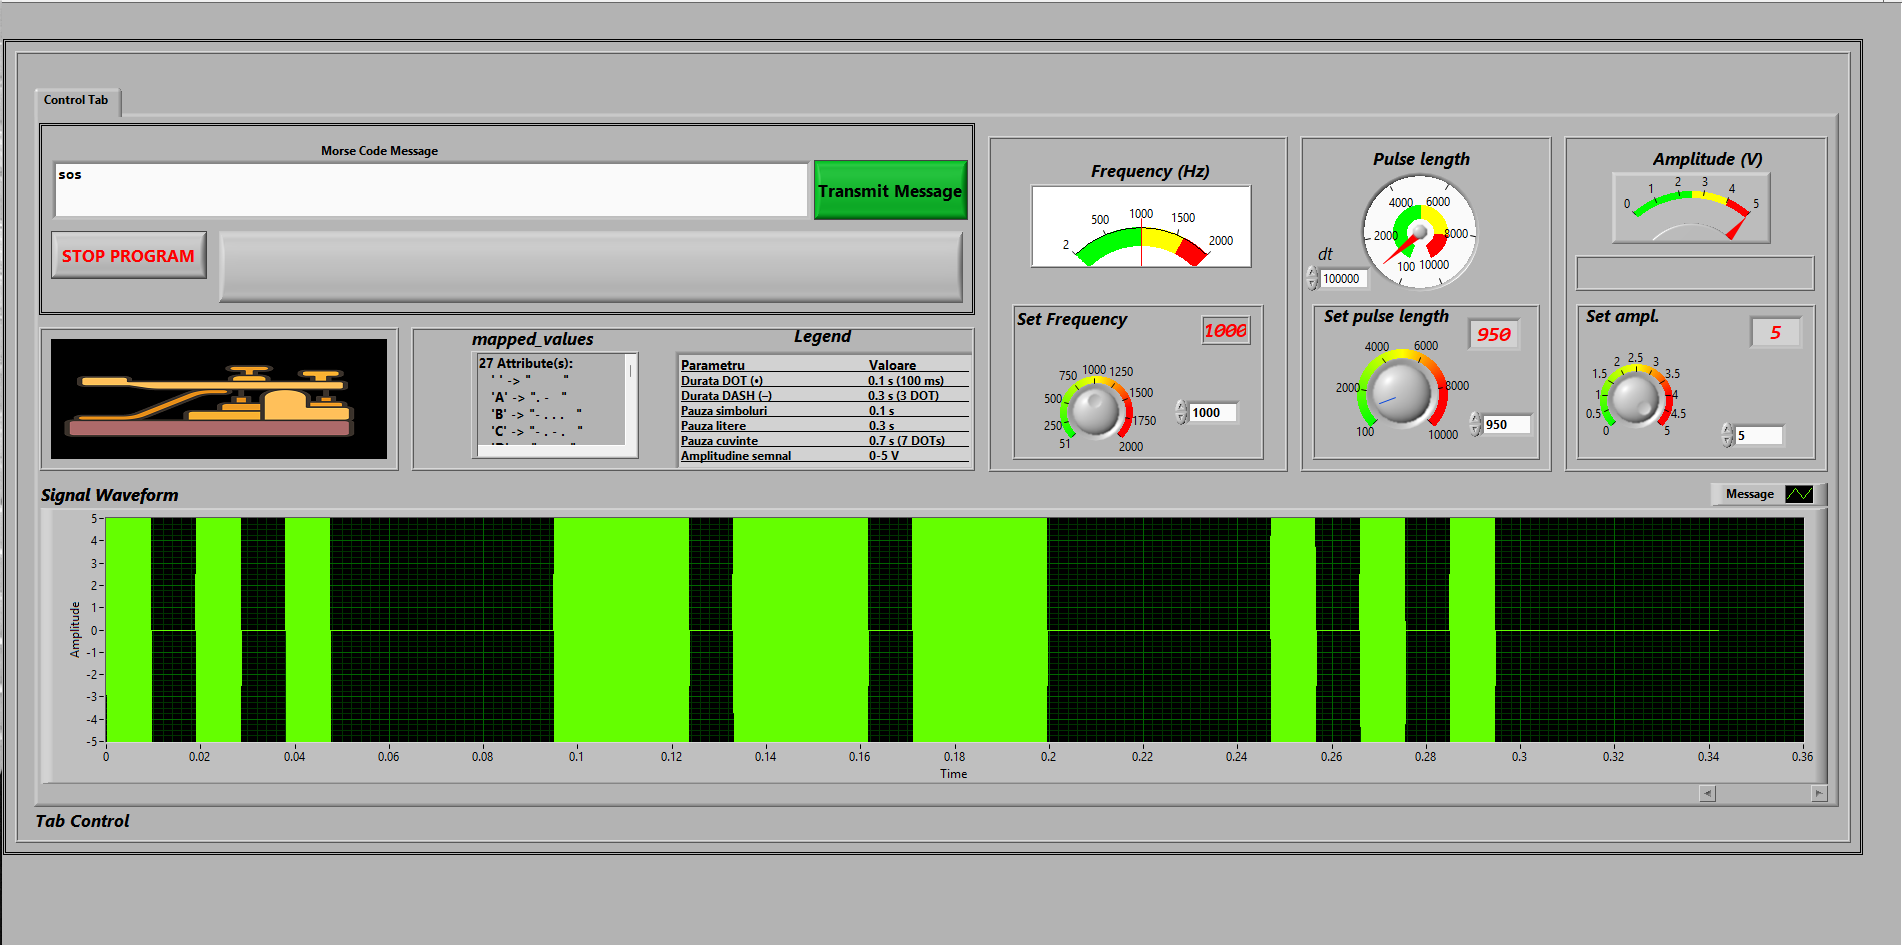 Control Tab
Morse Code Message
sos
Transmit Message
STOP PROGRAM
mapped_values
27 Attribute(s):
' ' -> "       "
'A' -> ".-   "
'B' -> "-...   "
'C' -> "-.-.   "
Legend
Parametru Valoare
Durata DOT (•) 0.1 s (100 ms)
Durata DASH (–) 0.3 s (3 DOT)
Pauza simboluri 0.1 s
Pauza litere 0.3 s
Pauza cuvinte 0.7 s (7 DOTs)
Amplitudine semnal 0-5 V
Frequency (Hz)
2 500 1000 1500 2000
Set Frequency
1000
51 250 500 750 1000 1250 1500 1750 2000
1000
Pulse length
100 2000 4000 6000 8000 10000
dt
100000
Set pulse length
950
100 2000 4000 6000 8000 10000
950
Amplitude (V)
0 1 2 3 4 5
Set ampl.
5
0 0.5 1 1.5 2 2.5 3 3.5 4 4.5 5
5
Signal Waveform
Message
Amplitude
5
4
3
2
1
0
-1
-2
-3
-4
-5
0 0.02 0.04 0.06 0.08 0.1 0.12 0.14 0.16 0.18 0.2 0.22 0.24 0.26 0.28 0.3 0.32 0.34 0.36
Time
Tab Control